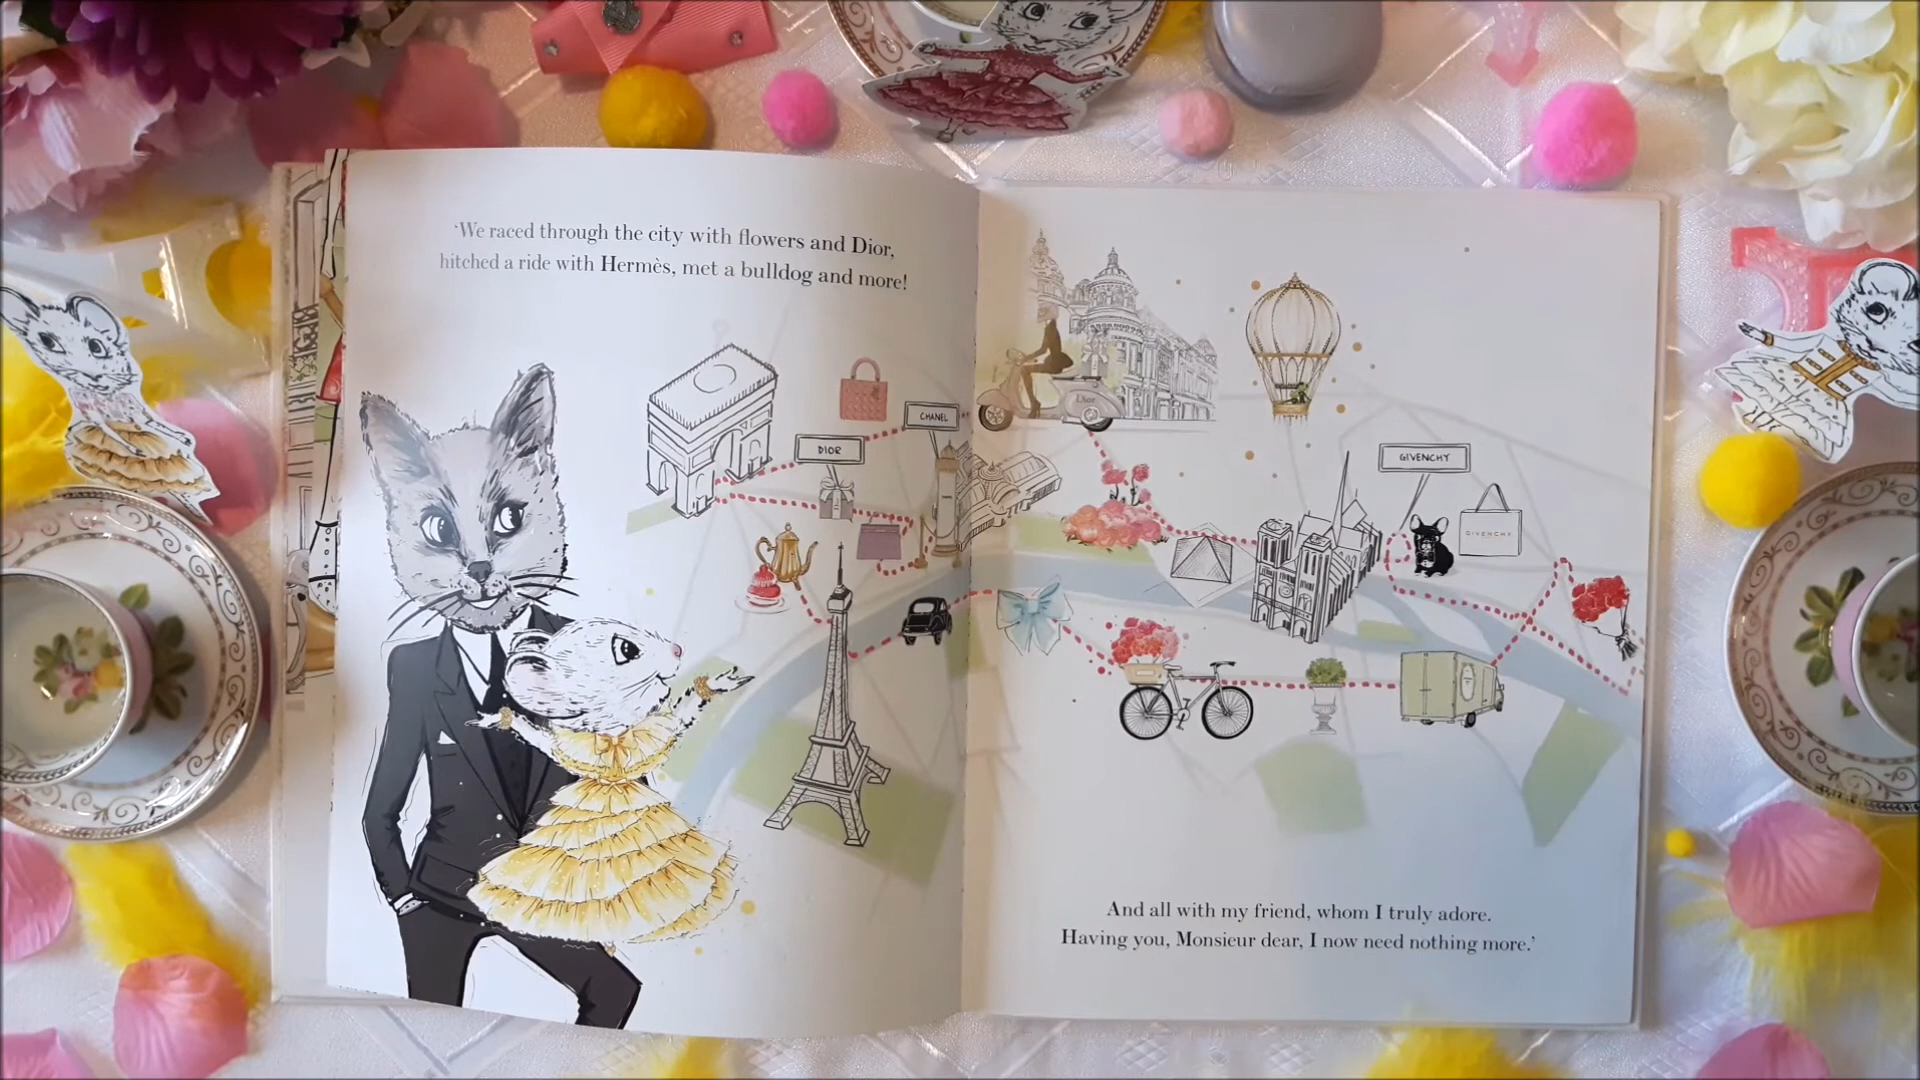 ‘We raced through the city with flowers and Dior,
hitched a ride with Hermès, met a bulldog and more!
CHANEL
DIOR
Dior
GIVENCHY
GIVENCHY
And all with my friend, whom I truly adore.
Having you, Monsieur dear, I now need nothing more.’